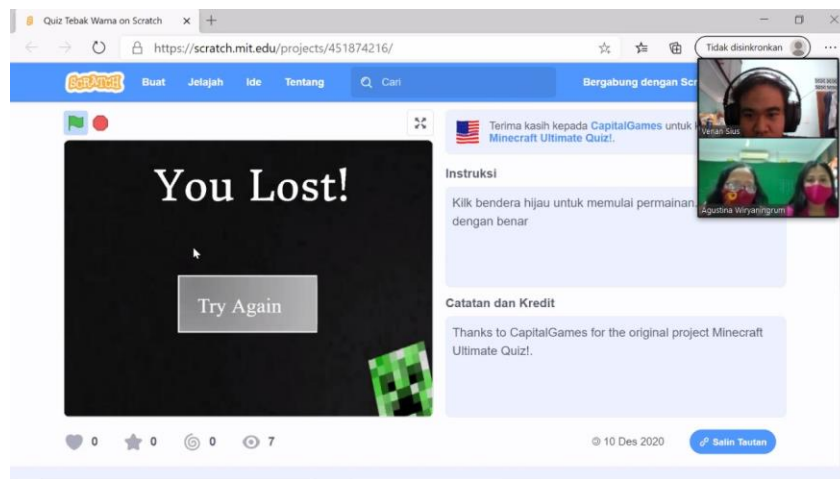 Quiz Tebak Warna on Scratch
https://scratch.mit.edu/projects/451874216/
Tidak disinkronkan
SCRATCH
Buat
Jelajah
Ide
Tentang
Cari
Bergabung dengan Scr
Verian Sius
Agustina Wiryaningrum
You Lost!
Try Again
Terima kasih kepada CapitalGames untuk
Minecraft Ultimate Quiz!.
Instruksi
Kilk bendera hijau untuk memulai permainan.
dengan benar
Catatan dan Kredit
Thanks to CapitalGames for the original project Minecraft
Ultimate Quiz!.
0
0
0
7
© 10 Des 2020
Salin Tautan